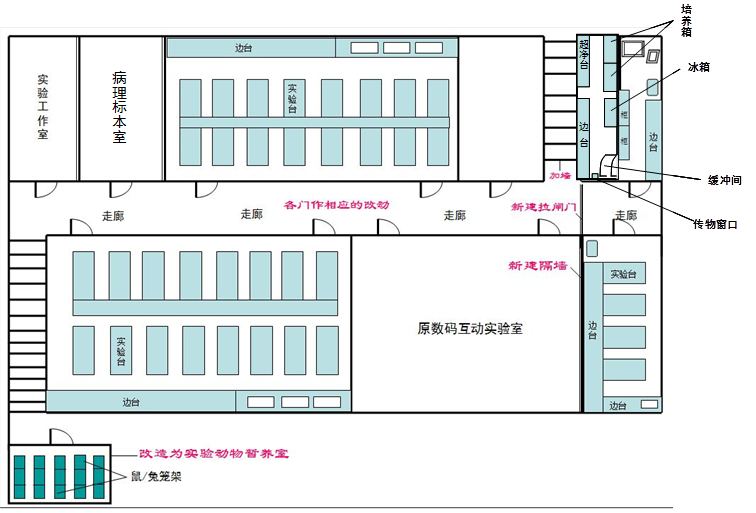 培养箱
超净台
边台
冰箱
实验工作室
病理标本室
实验台
边台
柜
柜
边台
加墙
缓冲间
各门作相应的改动
新建拉闸门
走廊
走廊
走廊
走廊
传物窗口
新建隔墙
实验台
原数码互动实验室
边台
实验台
边台
边台
改造为实验动物暂养室
鼠/兔笼架